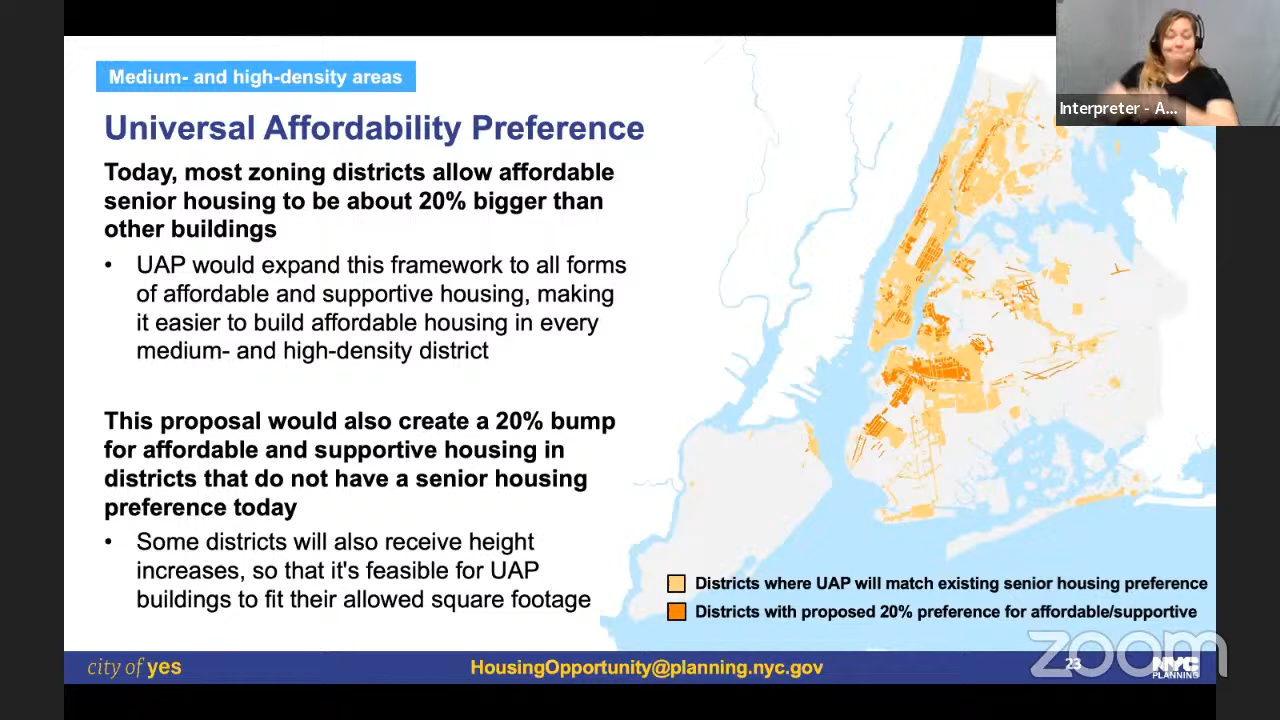 Medium- and high-density areas
Universal Affordability Preference
Today, most zoning districts allow affordable
senior housing to be about 20% bigger than
other buildings
• UAP would expand this framework to all forms
of affordable and supportive housing, making
it easier to build affordable housing in every
medium- and high-density district
This proposal would also create a 20% bump
for affordable and supportive housing in
districts that do not have a senior housing
preference today
• Some districts will also receive height
increases, so that it's feasible for UAP
buildings to fit their allowed square footage
Interpreter - A...
Districts where UAP will match existing senior housing preference
Districts with proposed 20% preference for affordable/supportive
city of yes
HousingOpportunity@planning.nyc.gov
23
NYC
PLANNING
zoom